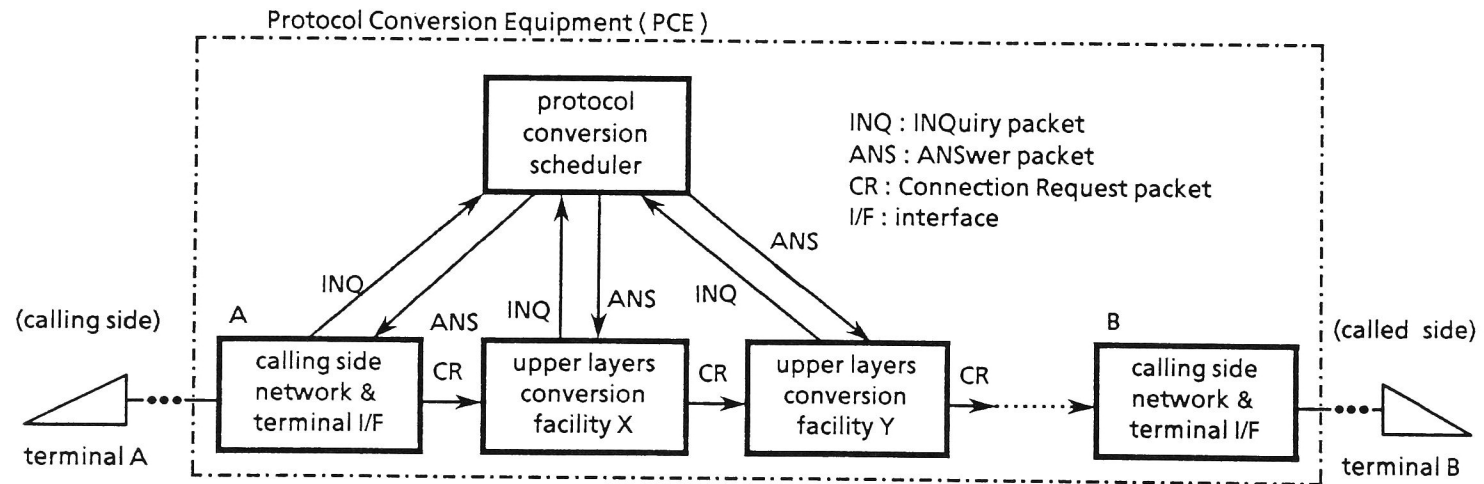 Protocol Conversion Equipment ( PCE )
protocol
conversion
scheduler
INQ : INQuiry packet
ANS : ANSwer packet
CR : Connection Request packet
I/F : interface
INQ
ANS
INQ
ANS
INQ
ANS
(calling side)
A
calling side
network &
terminal I/F
CR
upper layers
conversion
facility X
CR
upper layers
conversion
facility Y
CR
B
calling side
network &
terminal I/F
(called side)
terminal A
terminal B